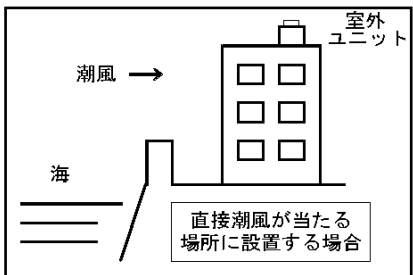 室外
ユニット
潮風
海
直接潮風が当たる
場所に設置する場合